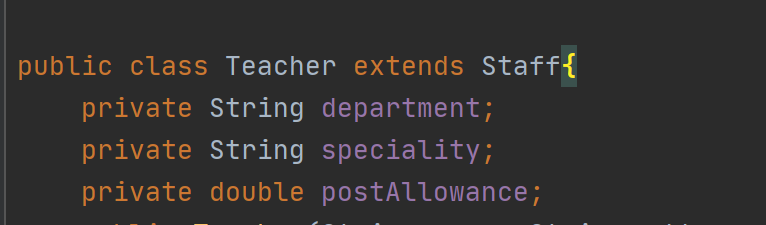 public class Teacher extends Staff{
private String department;
private String speciality;
private double postAllowance;